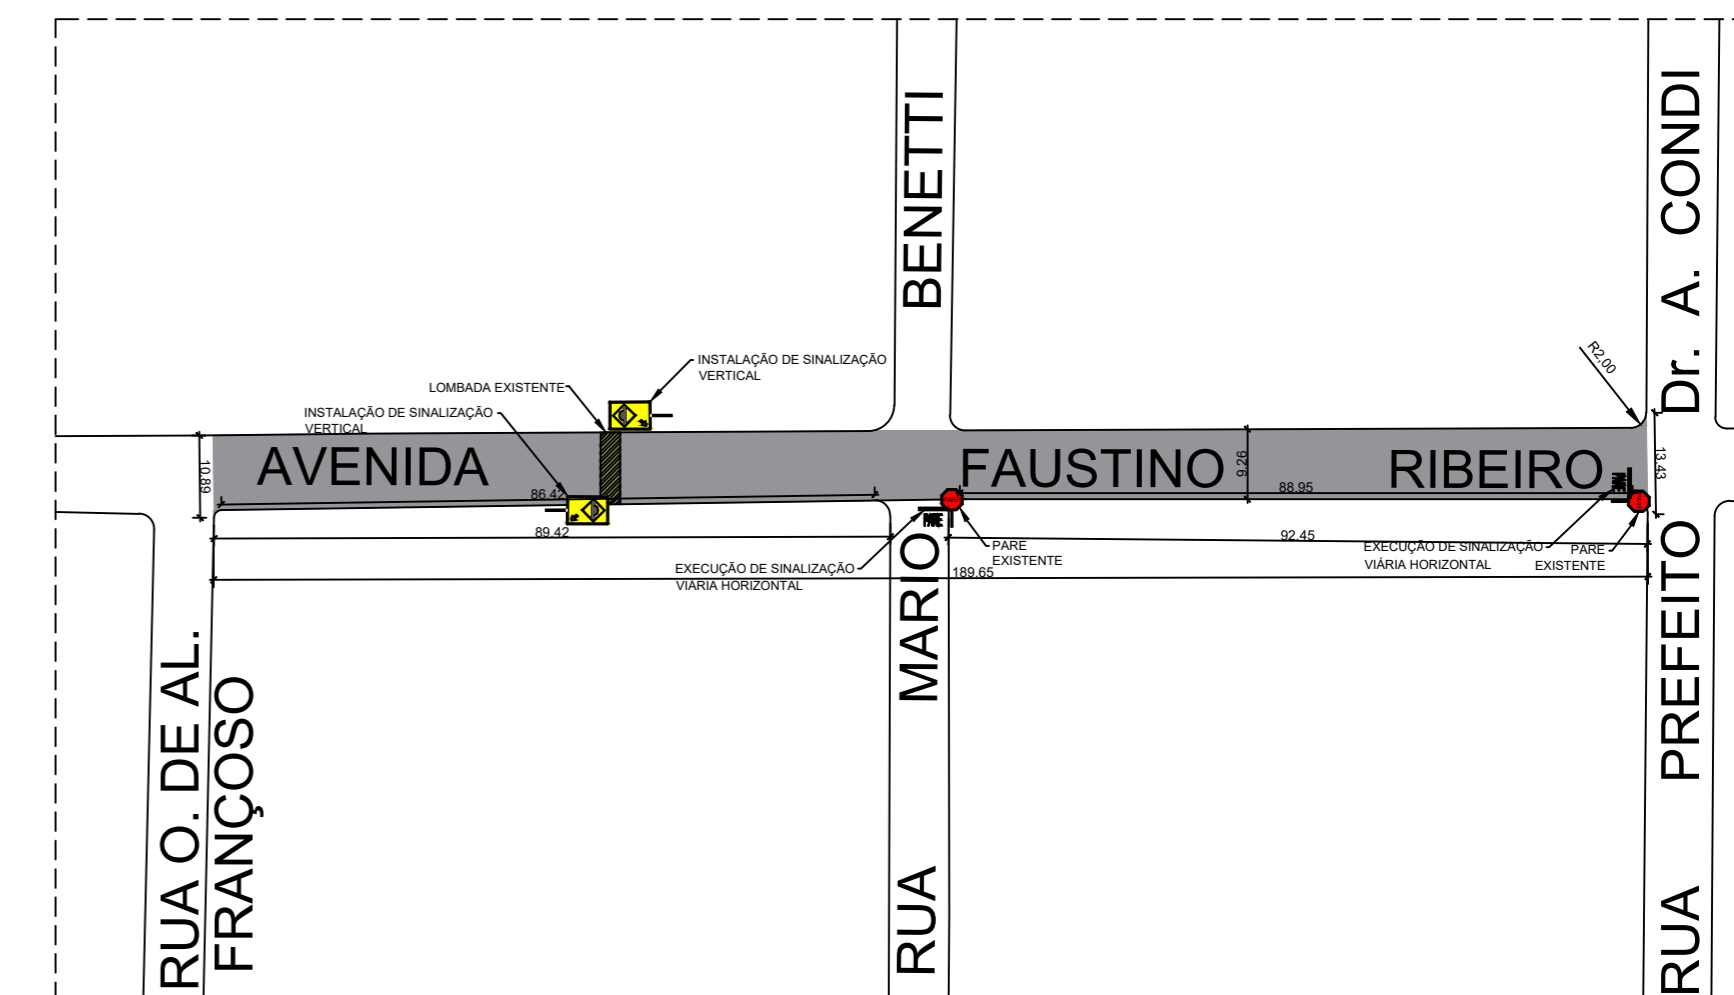 BENETTI
Dr. A. CONDI
INSTALAÇÃO DE SINALIZAÇÃO
VERTICAL
LOMBADA EXISTENTE
INSTALAÇÃO DE SINALIZAÇÃO
VERTICAL
R2,00
AVENIDA FAUSTINO RIBEIRO
10.89
9.26
13.43
86.42
88.95
PARE
PARE
89.42
92.45
PARE
EXISTENTE
EXECUÇÃO DE SINALIZAÇÃO
VIÁRIA HORIZONTAL
PARE
EXISTENTE
EXECUÇÃO DE SINALIZAÇÃO
VIÁRIA HORIZONTAL
189.65
RUA O. DE AL.
FRANÇOSO
RUA MARIO
RUA PREFEITO